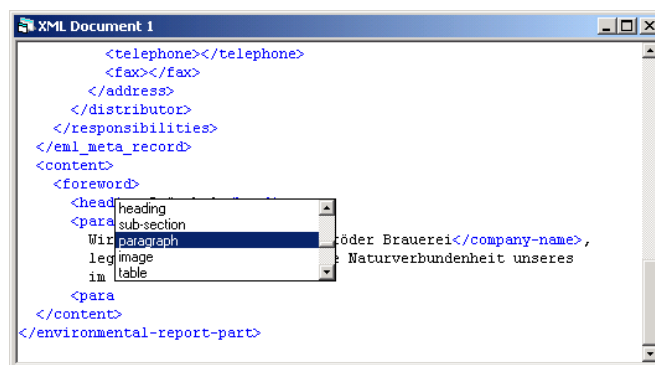 XML Document 1
<telephone></telephone>
<fax></fax>
</address>
</distributor>
</responsibilities>
</eml_meta_record>
<content>
<foreword>
<head
heading
<para
sub-section
Wir
paragraph
öder Brauerei</company-name>,
leg
image
Naturverbundenheit unseres
im
table
<para
</content>
</environmental-report-part>